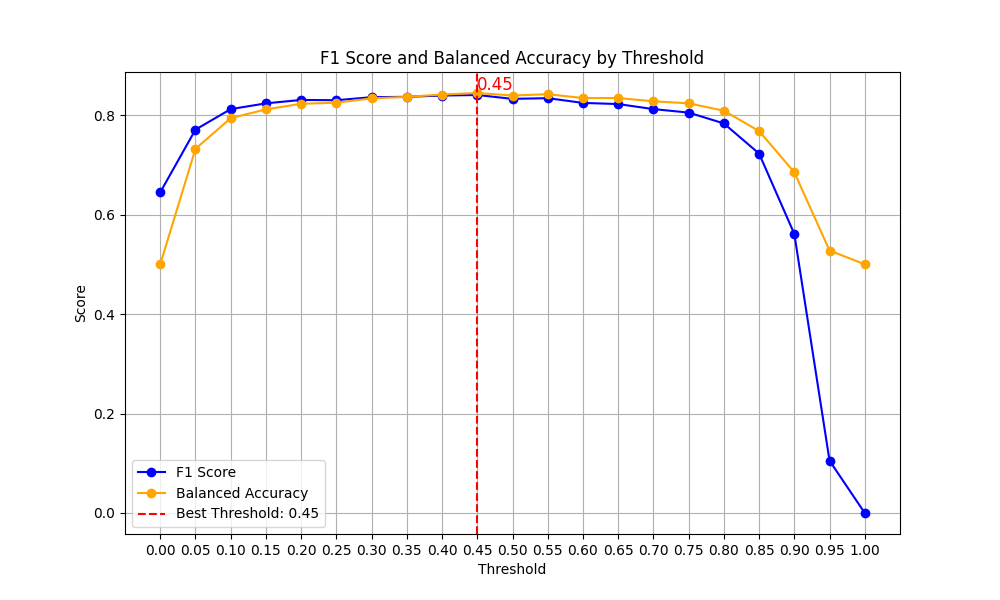 F1 Score and Balanced Accuracy by Threshold
0.45
0.8
0.6
0.4
0.2
0.0
Score
F1 Score
Balanced Accuracy
Best Threshold: 0.45
0.00 0.05 0.10 0.15 0.20 0.25 0.30 0.35 0.40 0.45 0.50 0.55 0.60 0.65 0.70 0.75 0.80 0.85 0.90 0.95 1.00
Threshold